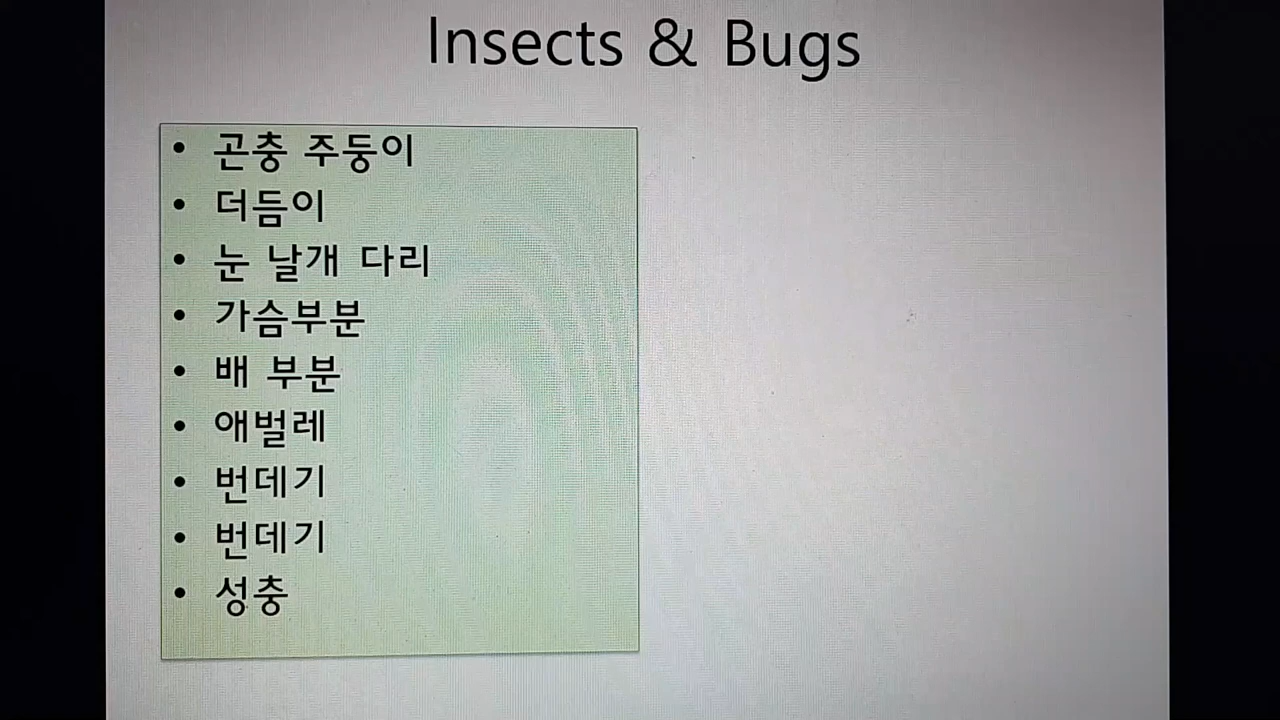 Insects & Bugs
• 곤충 주둥이
• 더듬이
• 눈 날개 다리
• 가슴부분
• 배 부분
• 애벌레
• 번데기
• 번데기
• 성충